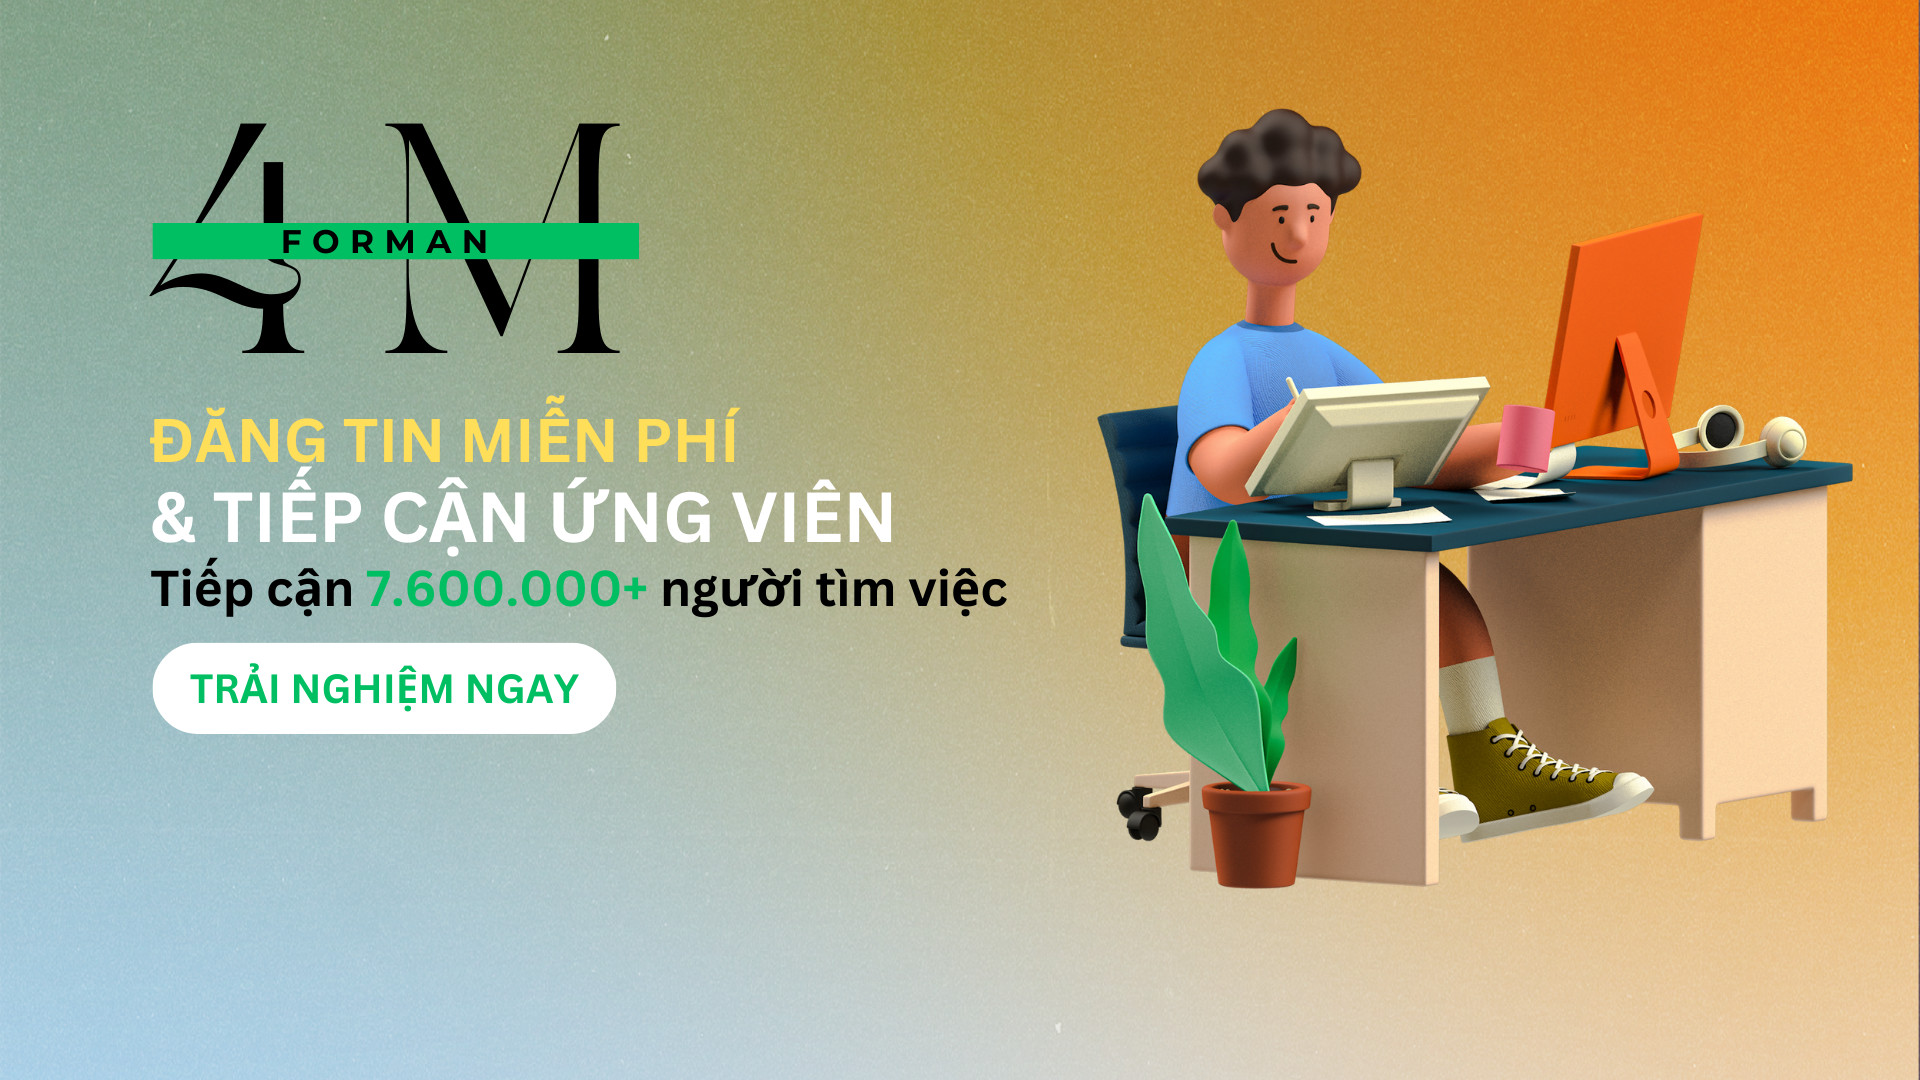 4 M
FORMAN
ĐĂNG TIN MIỄN PHÍ
& TIẾP CẬN ỨNG VIÊN
Tiếp cận 7.600.000+ người tìm việc
TRẢI NGHIỆM NGAY